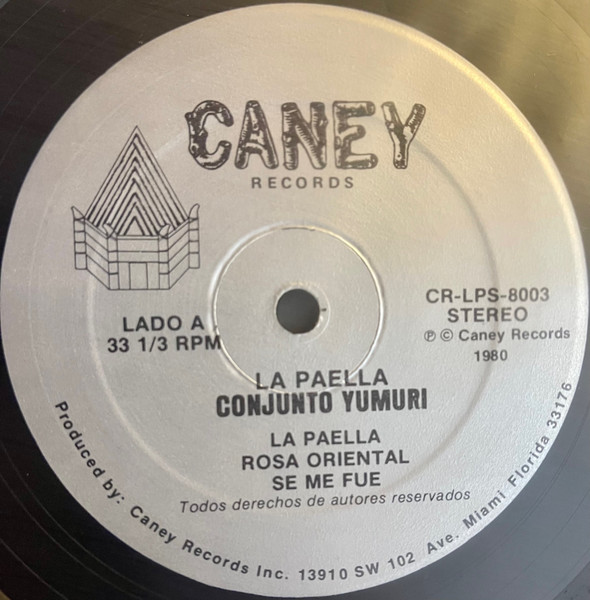 CANEY
RECORDS
LADO A
33 1/3 RPM
CR-LPS-8003
STEREO
℗ © Caney Records
1980
LA PAELLA
CONJUNTO YUMURI
LA PAELLA
ROSA ORIENTAL
SE ME FUE
Todos derechos de autores reservados
Produced by: Caney Records Inc. 13910 SW 102 Ave. Miami Florida 33176